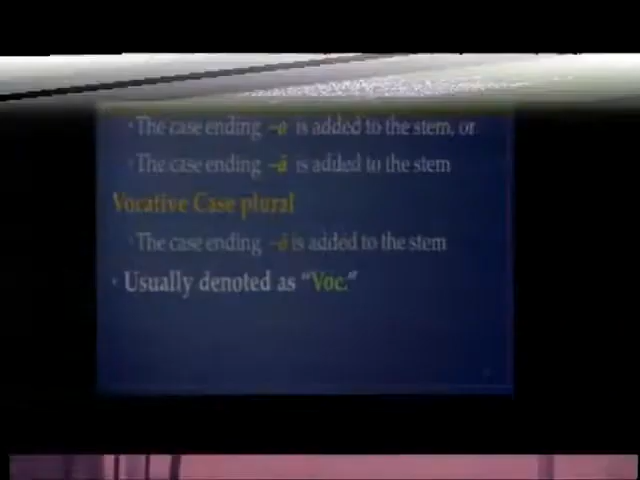 • The case ending -a is added to the stem, or
• The case ending -ā is added to the stem
Vocative Case plural
• The case ending -ā is added to the stem
• Usually denoted as “Voc.”